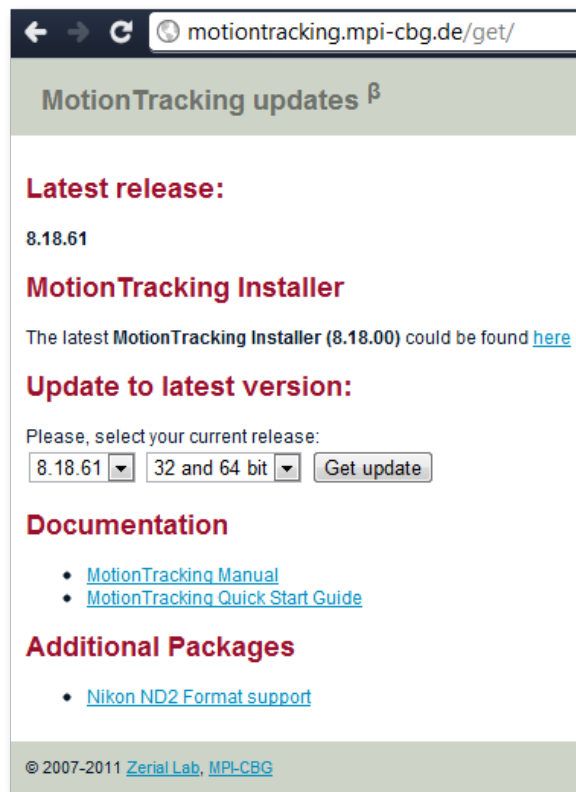 motiontracking.mpi-cbg.de/get/
MotionTracking updates β
Latest release:
8.18.61
MotionTracking Installer
The latest MotionTracking Installer (8.18.00) could be found here
Update to latest version:
Please, select your current release:
8.18.61 32 and 64 bit Get update
Documentation
MotionTracking Manual
MotionTracking Quick Start Guide
Additional Packages
Nikon ND2 Format support
© 2007-2011 Zerial Lab, MPI-CBG